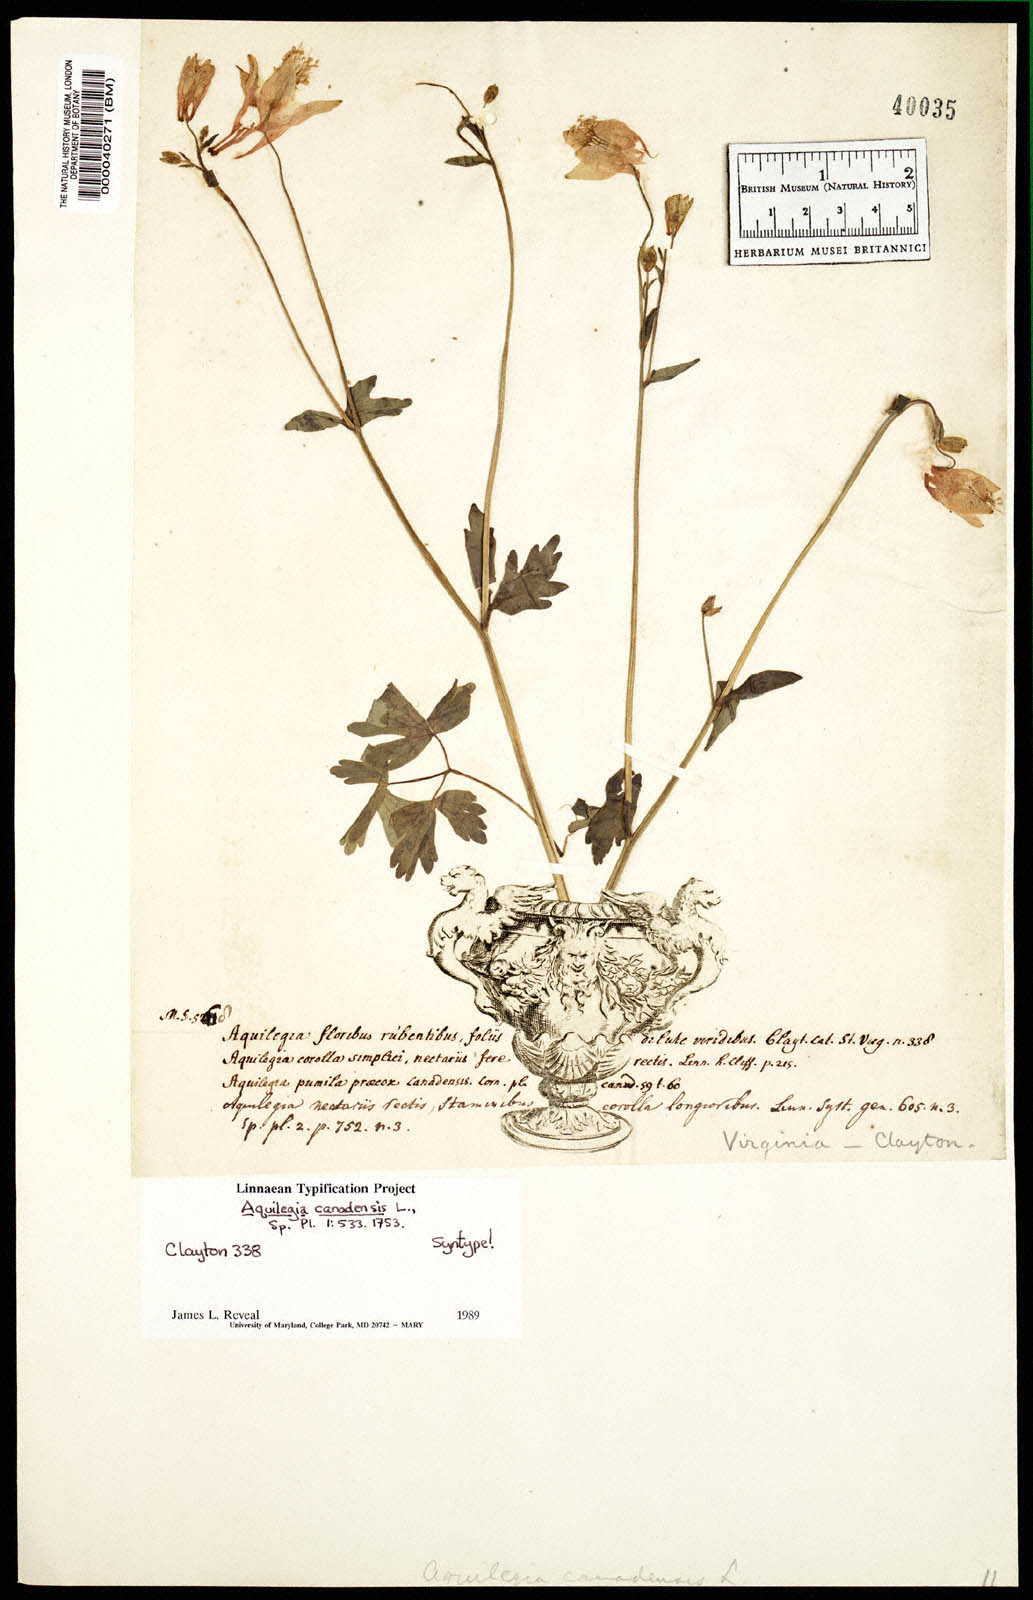 THE NATURAL HISTORY MUSEUM, LONDON
DEPARTMENT OF BOTANY
000040271 (BM)
40035
1 2
BRITISH MUSEUM (NATURAL HISTORY)
1 2 3 4 5
HERBARIUM MUSEI BRITANNICI
Aquilegia floribus rubentibus, foliis dilute viridibus. Clayt. Cat. St. Virg. n. 338
Aquilegia corolla simplici, nectariis fere rectis. Linn. h. Cliff. p. 215.
Aquilegia pumila præcox Canadensis. Corn. pl. canad. 59 t. 60
Aquilegia nectariis rectis, Staminibus corolla longioribus. Linn. Syst. gen. 605. n. 3.
Sp. pl. 2. p. 752. n. 3.
Virginia — Clayton.
Linnaean Typification Project
Aquilegia canadensis L.,
Sp. Pl. 1: 533. 1753.
Clayton 338 Syntype!
James L. Reveal 1989
University of Maryland, College Park, MD 20742 – MARY
Aquilegia canadensis L
11